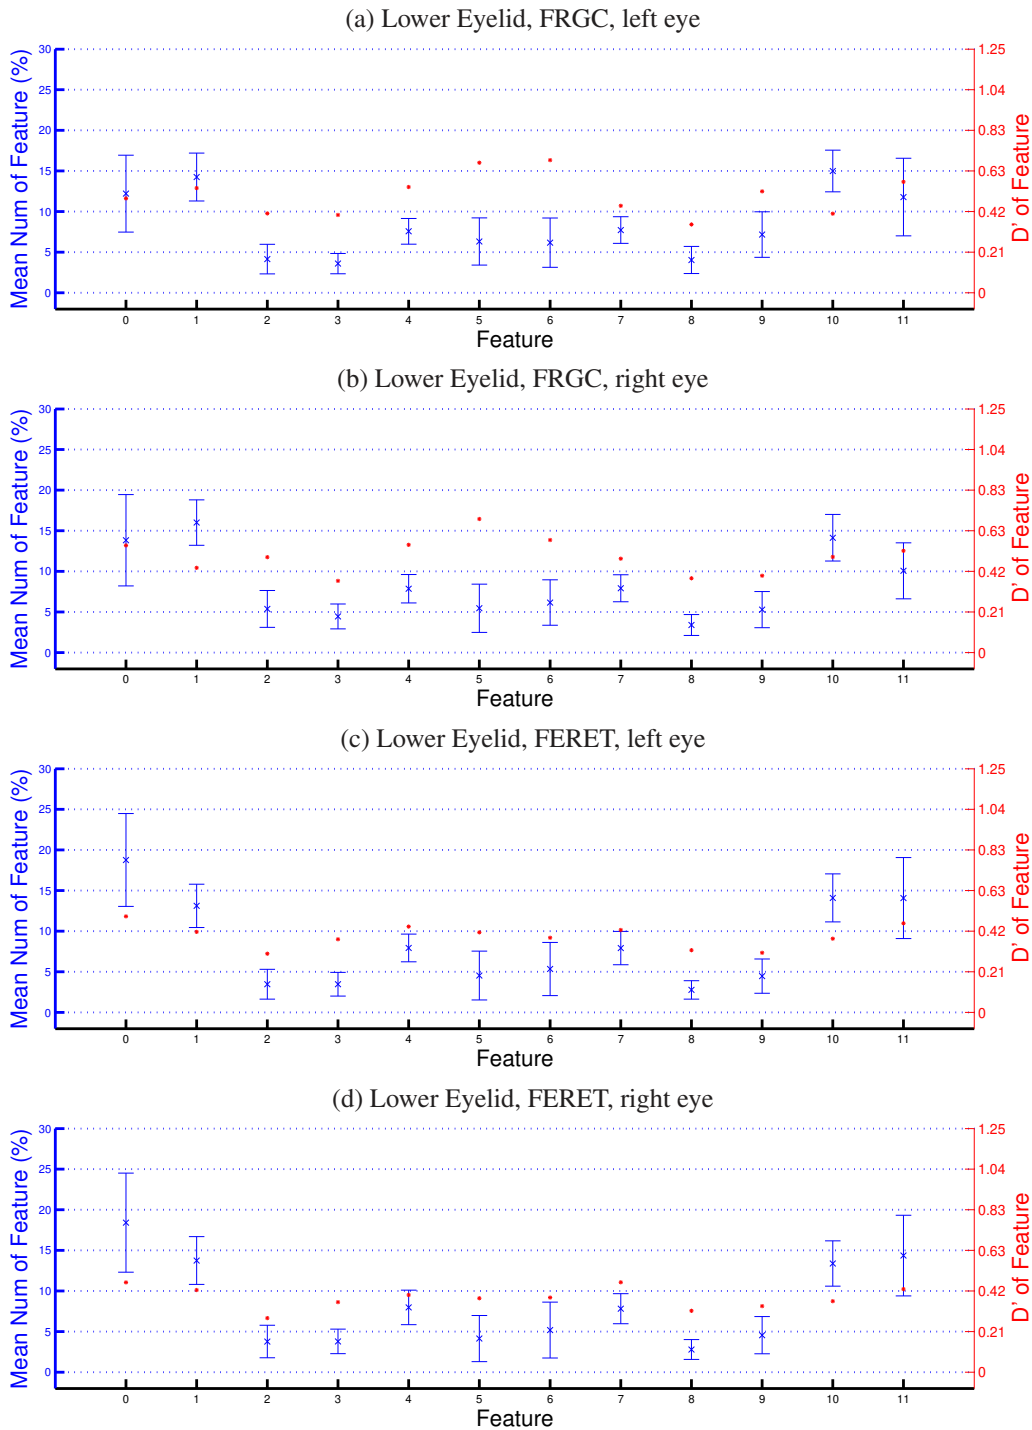 (a) Lower Eyelid, FRGC, left eye
Mean Num of Feature (%)
30
25
20
15
10
5
0
1.25
1.04
0.83
0.63
0.42
0.21
0
D' of Feature
0 1 2 3 4 5 6 7 8 9 10 11
Feature
(b) Lower Eyelid, FRGC, right eye
Mean Num of Feature (%)
30
25
20
15
10
5
0
1.25
1.04
0.83
0.63
0.42
0.21
0
D' of Feature
0 1 2 3 4 5 6 7 8 9 10 11
Feature
(c) Lower Eyelid, FERET, left eye
Mean Num of Feature (%)
30
25
20
15
10
5
0
1.25
1.04
0.83
0.63
0.42
0.21
0
D' of Feature
0 1 2 3 4 5 6 7 8 9 10 11
Feature
(d) Lower Eyelid, FERET, right eye
Mean Num of Feature (%)
30
25
20
15
10
5
0
1.25
1.04
0.83
0.63
0.42
0.21
0
D' of Feature
0 1 2 3 4 5 6 7 8 9 10 11
Feature